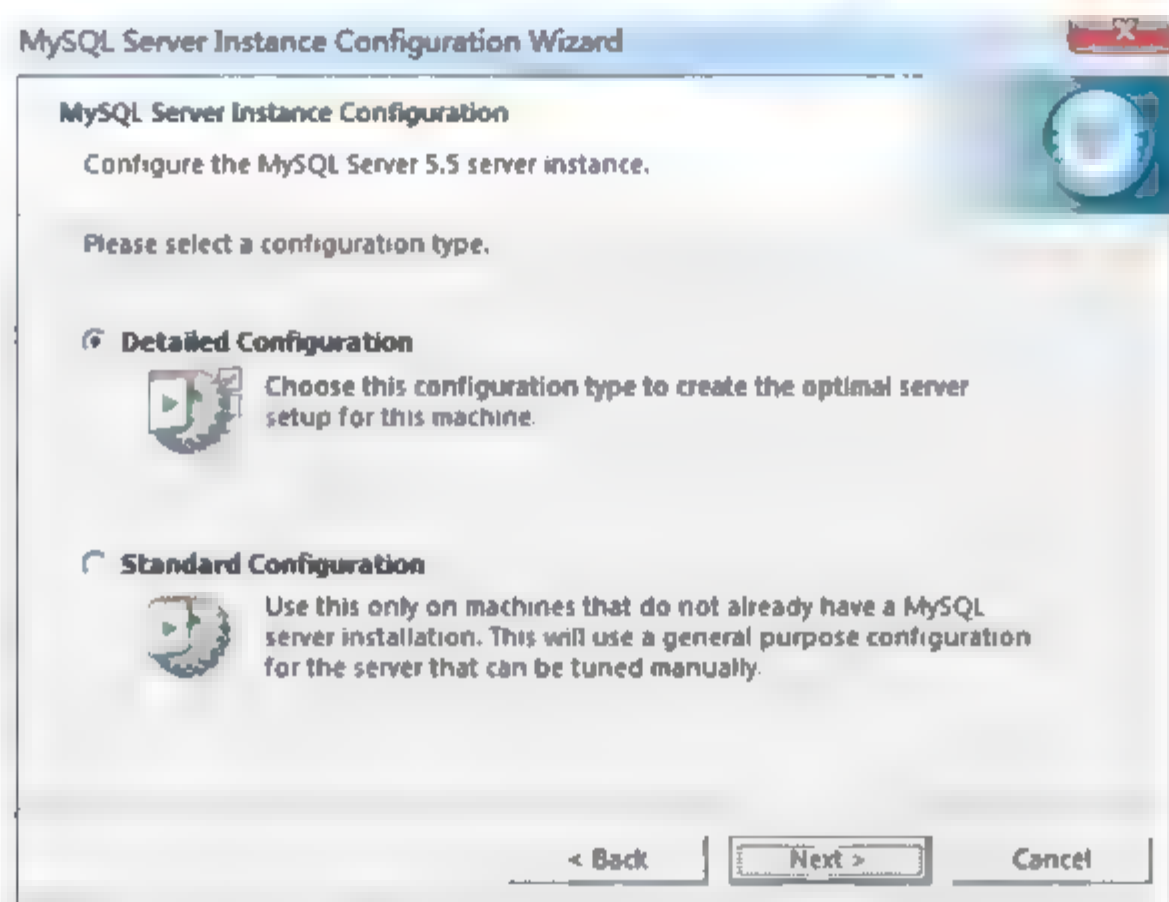 MySQL Server Instance Configuration Wizard
MySQL Server Instance Configuration
Configure the MySQL Server 5.5 server instance.
Please select a configuration type.
Detailed Configuration
Choose this configuration type to create the optimal server
setup for this machine.
Standard Configuration
Use this only on machines that do not already have a MySQL
server installation. This will use a general purpose configuration
for the server that can be tuned manually.
< Back
Next >
Cancel